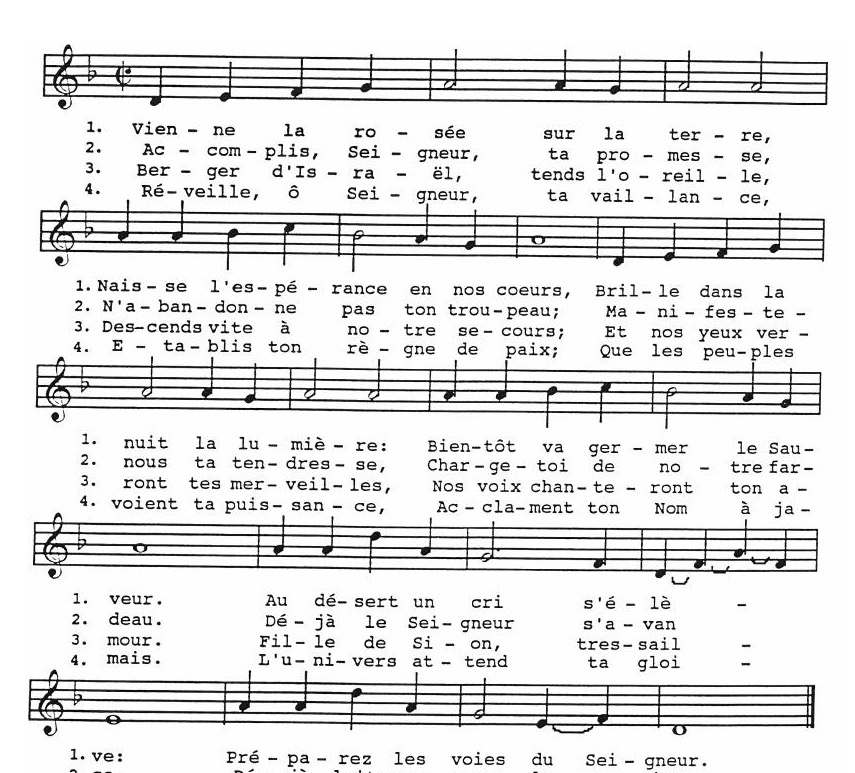 1. Vien - ne la ro - sée sur la ter - re,
2. Ac - com - plis, Sei - gneur, ta pro - mes - se,
3. Ber - ger d'Is - ra - ël, tends l'o - reil - le,
4. Ré - veille, ô Sei - gneur, ta vail - lan - ce,
1. Nais - se l'es - pé - rance en nos coeurs, Bril - le dans la
2. N'a - ban - don - ne pas ton trou - peau; Ma - ni - fes - te -
3. Des - cends vite à no - tre se - cours; Et nos yeux ver -
4. E - ta - blis ton rè - gne de paix; Que les peu - ples
1. nuit la lu - miè - re: Bien - tôt va ger - mer le Sau -
2. nous ta ten - dres - se, Char - ge - toi de no - tre far -
3. ront tes mer - veil - les, Nos voix chan - te - ront ton a -
4. voient ta puis - san - ce, Ac - cla - ment ton Nom à ja -
1. veur. Au dé - sert un cri s'é - lè -
2. deau. Dé - jà le Sei - gneur s'a - van
3. mour. Fil - le de Si - on, tres - sail -
4. mais. L'u - ni - vers at - tend ta gloi -
1. ve: Pré - pa - rez les voies du Sei - gneur.